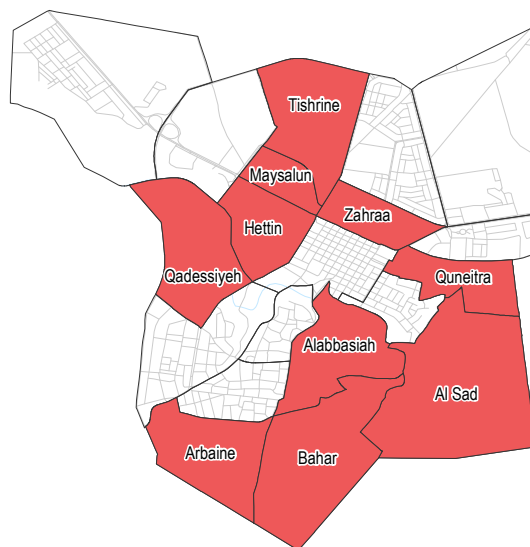 Tishrine
Maysalun
Zahraa
Hettin
Qadessiyeh
Quneitra
Alabbasiah
Al Sad
Arbaine
Bahar